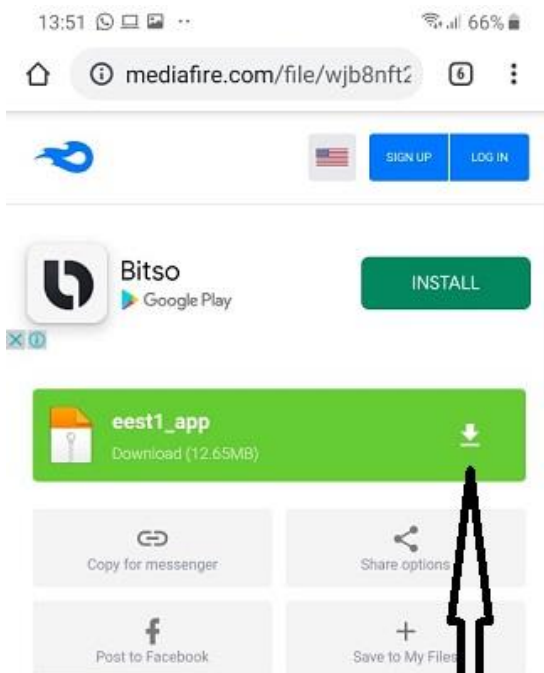 13:51 66%
mediafire.com/file/wjb8nft2
6
SIGN UP LOG IN
Bitso
Google Play
INSTALL
eest1_app
Download (12.65MB)
Copy for messenger Share options
Post to Facebook Save to My Files